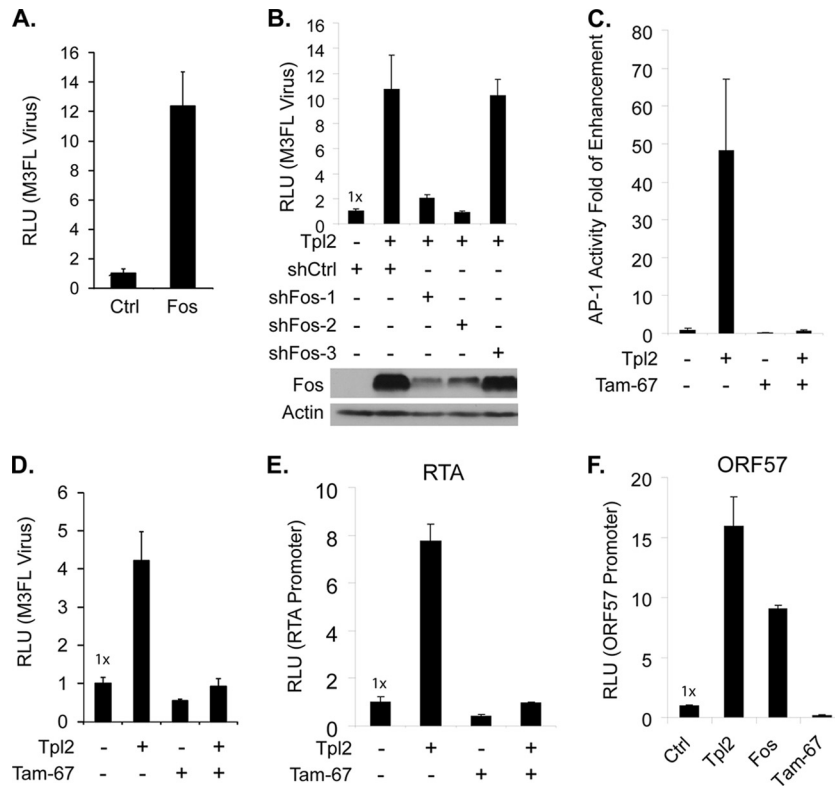 A.
RLU (M3FL Virus)
16
14
12
10
8
6
4
2
0
Ctrl Fos
B.
RLU (M3FL Virus)
16
14
12
10
8
6
4
2
0
1x
Tpl2 - + + + +
shCtrl + + - - -
shFos-1 - - + - -
shFos-2 - - - + -
shFos-3 - - - - +
Fos
Actin
C.
AP-1 Activity Fold of Enhancement
80
70
60
50
40
30
20
10
0
Tpl2 - + - +
Tam-67 - - + +
D.
RLU (M3FL Virus)
6
5
4
3
2
1
0
1x
Tpl2 - + - +
Tam-67 - - + +
E.
RTA
RLU (RTA Promoter)
10
8
6
4
2
0
1x
Tpl2 - + - +
Tam-67 - - + +
F.
ORF57
RLU (ORF57 Promoter)
20
15
10
5
0
1x
Ctrl Tpl2 Fos Tam-67